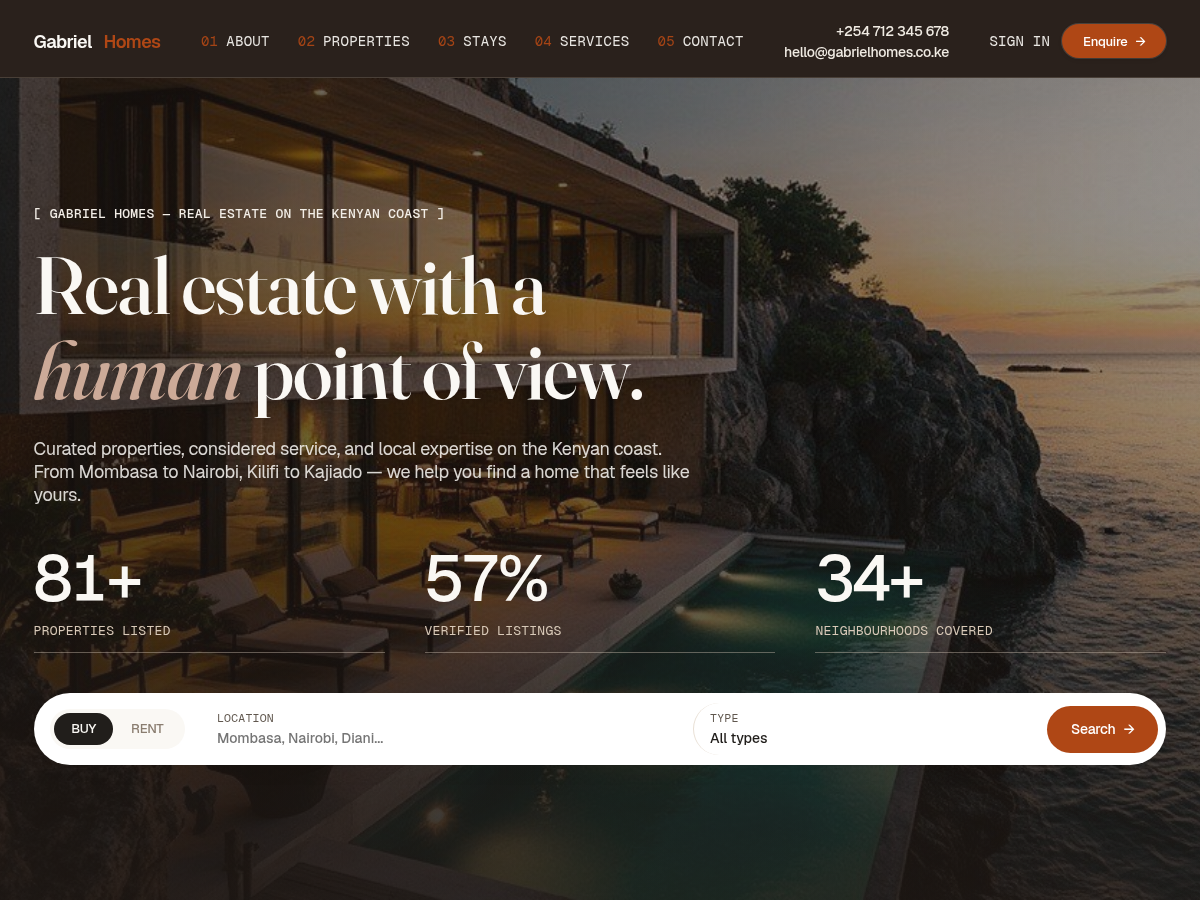 Gabriel Homes
01 ABOUT
02 PROPERTIES
03 STAYS
04 SERVICES
05 CONTACT
+254 712 345 678
hello@gabrielhomes.co.ke
SIGN IN
Enquire →
[ GABRIEL HOMES — REAL ESTATE ON THE KENYAN COAST ]
Real estate with a
human point of view.
Curated properties, considered service, and local expertise on the Kenyan coast.
From Mombasa to Nairobi, Kilifi to Kajiado — we help you find a home that feels like
yours.
81+
PROPERTIES LISTED
57%
VERIFIED LISTINGS
34+
NEIGHBOURHOODS COVERED
BUY
RENT
LOCATION
Mombasa, Nairobi, Diani...
TYPE
All types
Search →